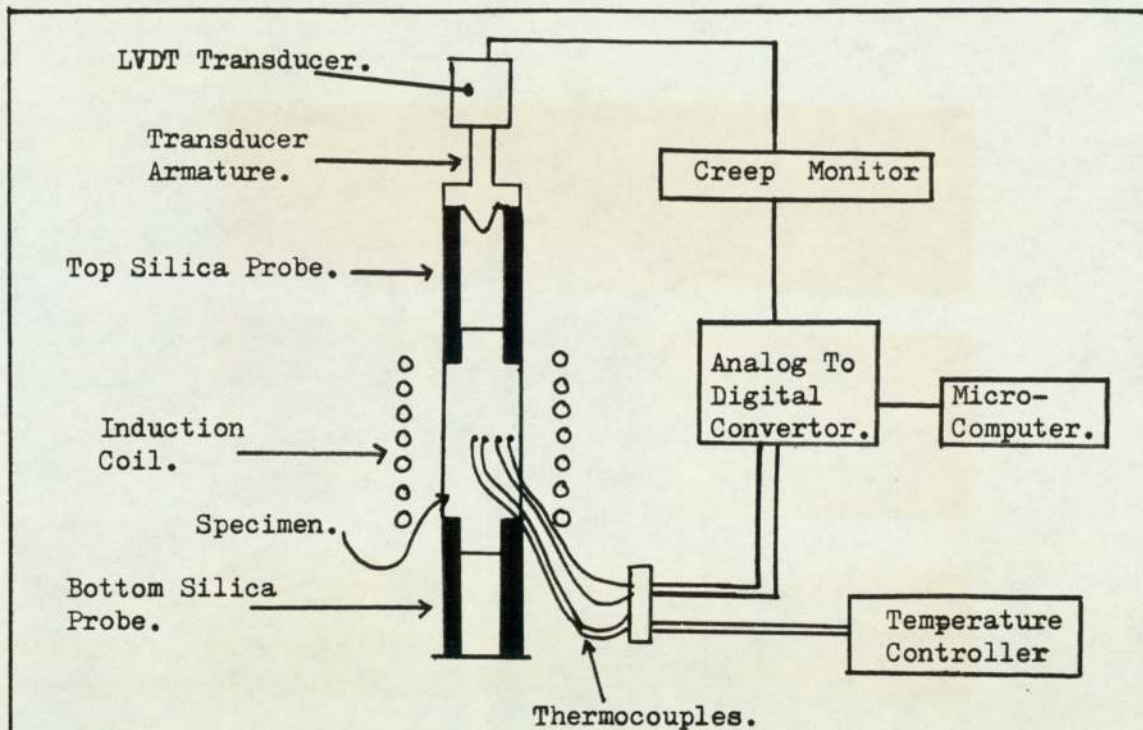 LVDT Transducer.
Transducer
Armature.
Creep Monitor
Top Silica Probe.
Analog To
Digital
Convertor.
Micro-
Computer.
Induction
Coil.
Specimen.
Bottom Silica
Probe.
Temperature
Controller
Thermocouples.